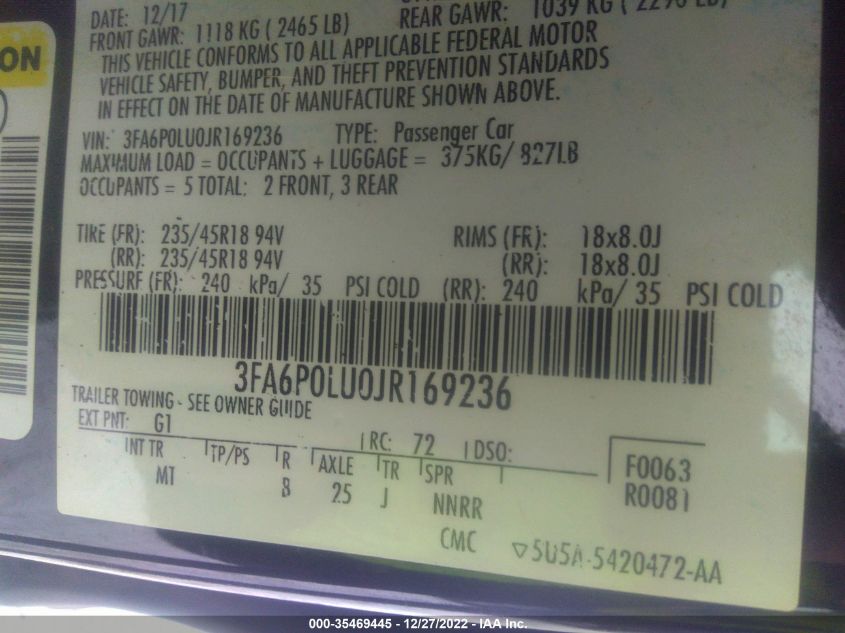 DATE: 12/17
FRONT GAWR: 1118 KG ( 2465 LB)
REAR GAWR: 1039 KG ( 2290 LB)
THIS VEHICLE CONFORMS TO ALL APPLICABLE FEDERAL MOTOR
VEHICLE SAFETY, BUMPER, AND THEFT PREVENTION STANDARDS
IN EFFECT ON THE DATE OF MANUFACTURE SHOWN ABOVE.
ON
VIN: 3FA6P0LU0JR169236 TYPE: Passenger Car
MAXIMUM LOAD = OCCUPANTS + LUGGAGE = 375KG/ 827LB
OCCUPANTS = 5 TOTAL: 2 FRONT, 3 REAR
TIRE (FR): 235/45R18 94V RIMS (FR): 18x8.0J
(RR): 235/45R18 94V (RR): 18x8.0J
PRESSURE (FR): 240 kPa/ 35 PSI COLD (RR): 240 kPa/ 35 PSI COLD
3FA6P0LU0JR169236
TRAILER TOWING - SEE OWNER GUIDE
EXT PNT: G1 RC: 72 DSO:
INT TR TP/PS R AXLE TR SPR F0063
MT 8 25 J NNRR R0081
CMC 5U5A-5420472-AA
000-35469445 - 12/27/2022 - IAA Inc.